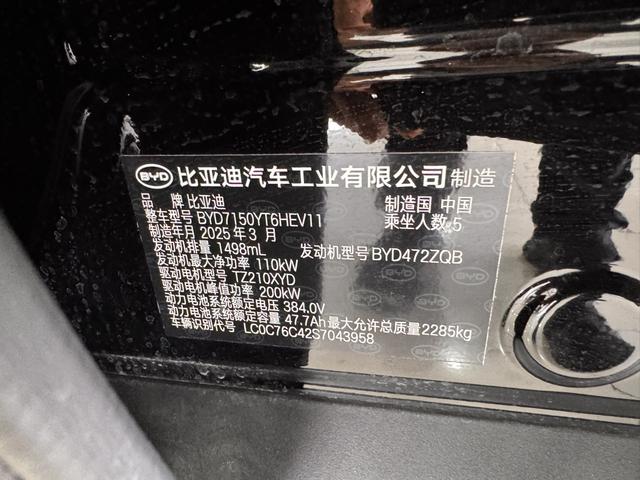 BYD 比亚迪汽车工业有限公司制造
品 牌 比亚迪 制造国 中国
整车型号 BYD7150YT6HEV11 乘坐人数 5
制造年月 2025 年 3 月
发动机排量 1498mL 发动机型号 BYD472ZQB
发动机最大净功率 110kW
驱动电机型号 TZ210XYD
驱动电机峰值功率 200kW
动力电池系统额定电压 384.0V
动力电池系统额定容量 47.7Ah 最大允许总质量 2285kg
车辆识别代号 LC0C76C42S7043958